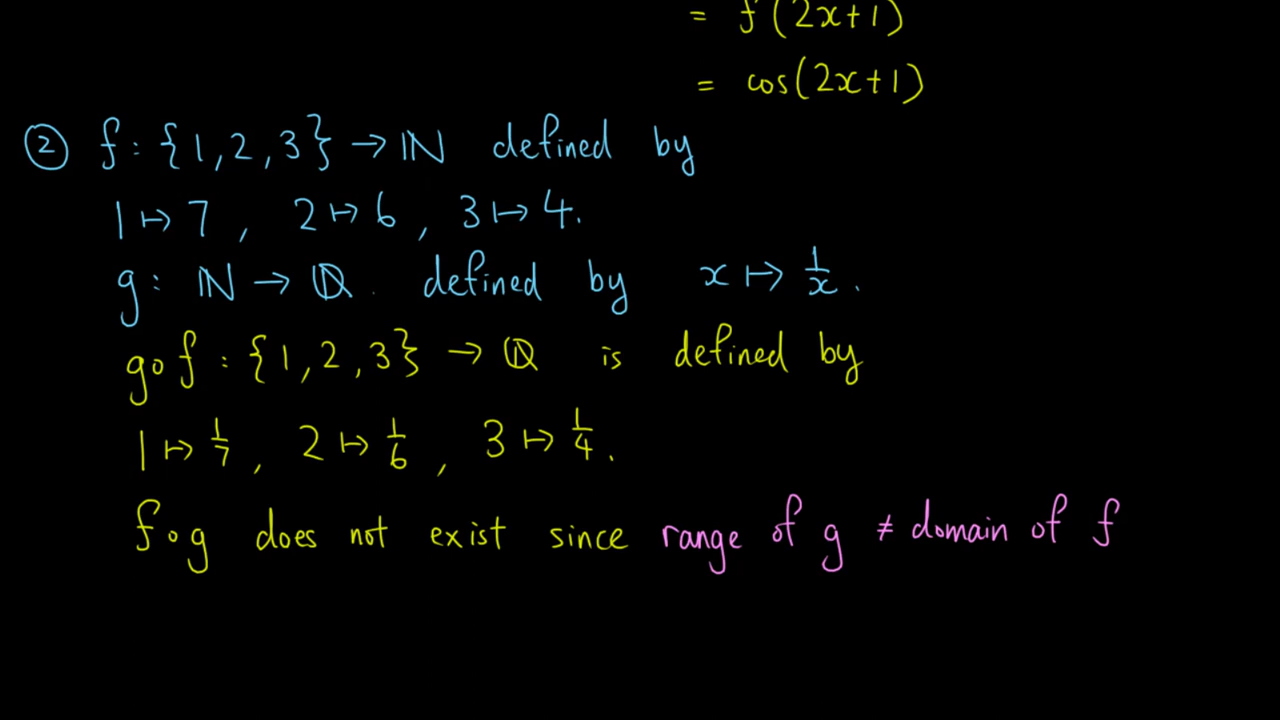 = f(2x+1)
= cos(2x+1)
② f: {1, 2, 3} → ℕ defined by
1 ↦ 7, 2 ↦ 6, 3 ↦ 4.
g: ℕ → ℚ. defined by x ↦ 1/x.
g∘f : {1, 2, 3} → ℚ is defined by
1 ↦ 1/7, 2 ↦ 1/6, 3 ↦ 1/4.
f∘g does not exist since range of g ≠ domain of f